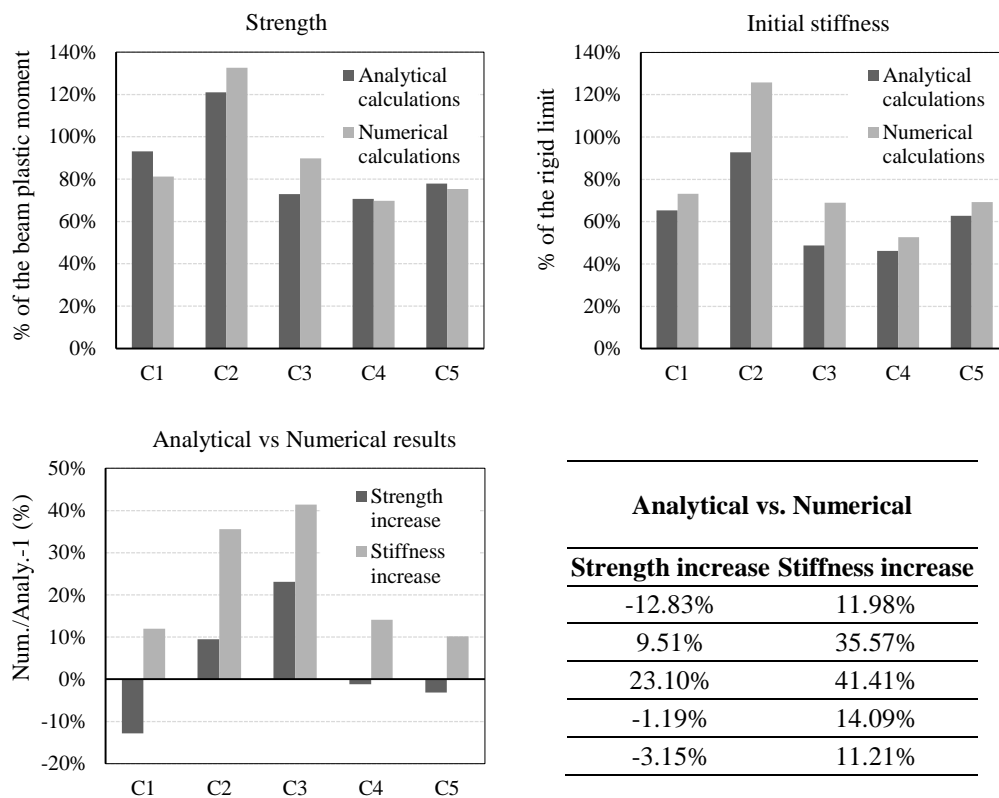 Strength
% of the beam plastic moment
140%
120%
100%
80%
60%
40%
20%
0%
Analytical
calculations
Numerical
calculations
C1 C2 C3 C4 C5
Initial stiffness
% of the rigid limit
140%
120%
100%
80%
60%
40%
20%
0%
Analytical
calculations
Numerical
calculations
C1 C2 C3 C4 C5
Analytical vs Numerical results
Num./Analy.-1 (%)
50%
40%
30%
20%
10%
0%
-10%
-20%
Strength
increase
Stiffness
increase
C1 C2 C3 C4 C5
Analytical vs. Numerical
Strength increase Stiffness increase
-12.83% 11.98%
9.51% 35.57%
23.10% 41.41%
-1.19% 14.09%
-3.15% 11.21%